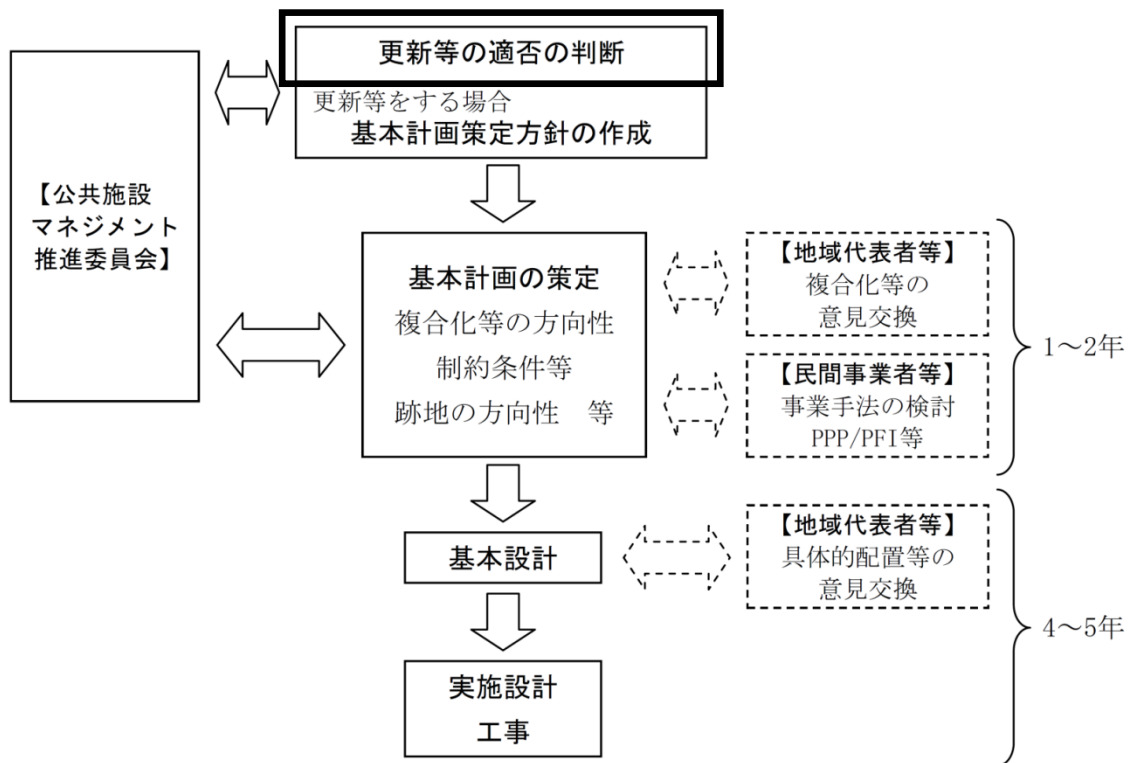 更新等の適否の判断
更新等をする場合
基本計画策定方針の作成
【公共施設
マネジメント
推進委員会】
基本計画の策定
複合化等の方向性
制約条件等
跡地の方向性　等
【地域代表者等】
複合化等の
意見交換
【民間事業者等】
事業手法の検討
PPP/PFI等
1～2年
基本設計
【地域代表者等】
具体的配置等の
意見交換
4～5年
実施設計
工事